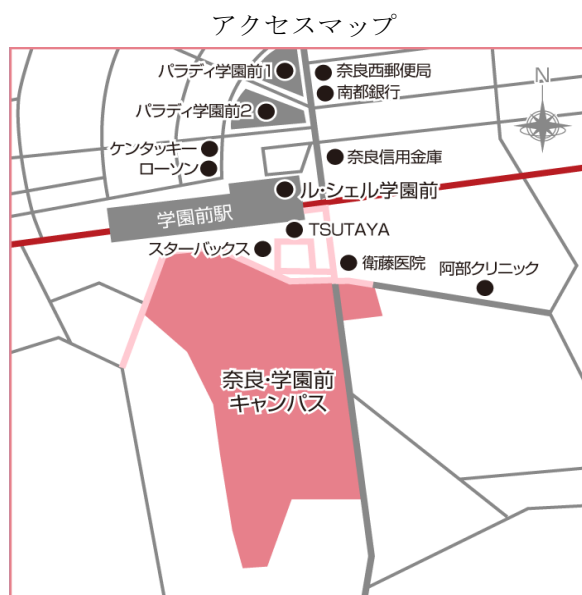 アクセスマップ
パラディ学園前1
奈良西郵便局
南都銀行
パラディ学園前2
N
ケンタッキー
ローソン
奈良信用金庫
ル・シェル学園前
学園前駅
TSUTAYA
スターバックス
衛藤医院
阿部クリニック
奈良・学園前
キャンパス